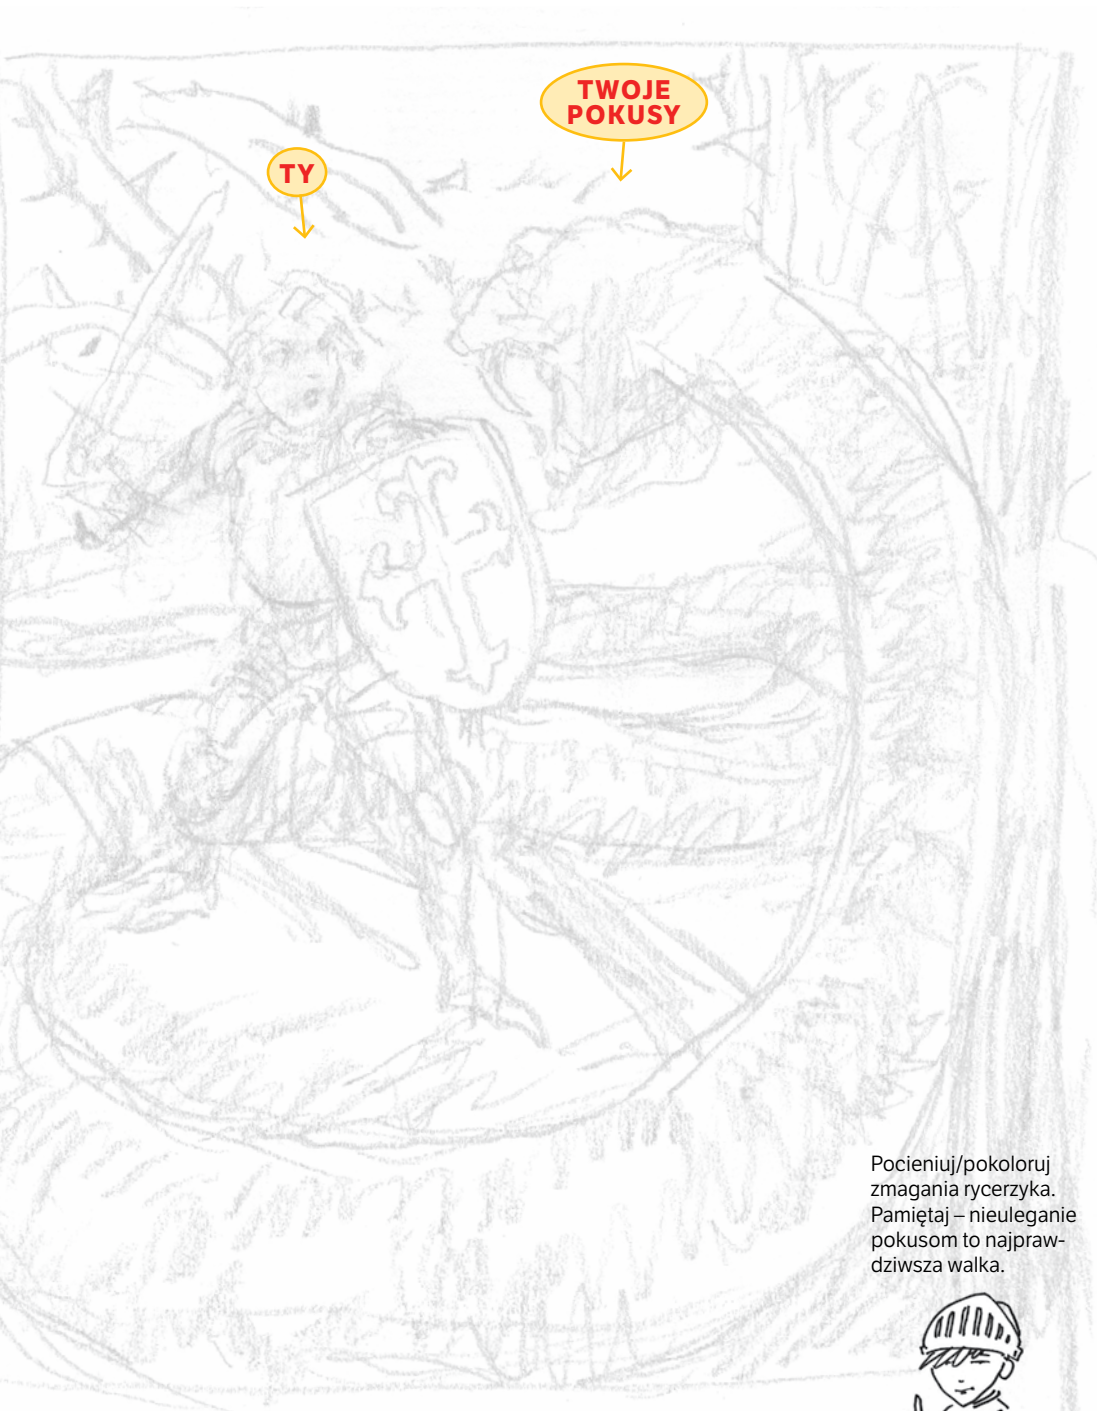 TWOJE
POKUSY
TY
Pocieniuj/pokoloruj
zmagania rycerzyka.
Pamiętaj – nieuleganie
pokusom to najpraw-
dziwsza walka.